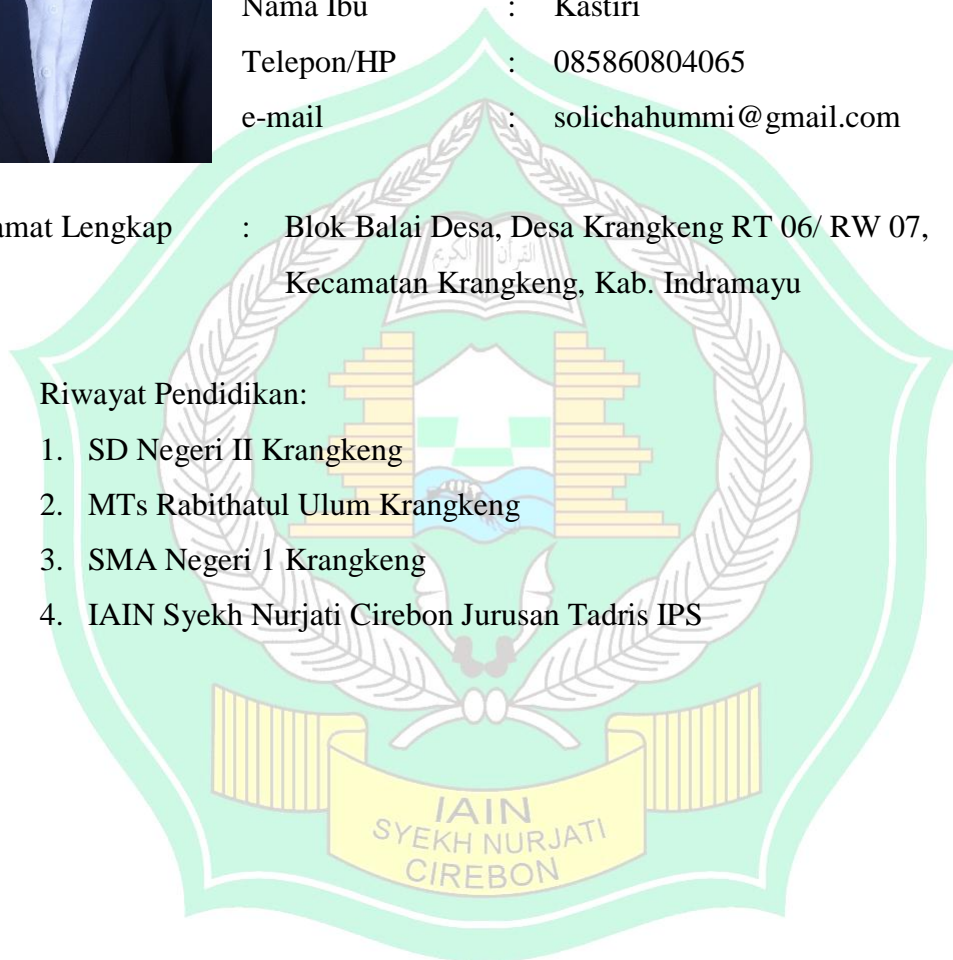 Nama Ibu : Kastiri
Telepon/HP : 085860804065
e-mail : solichahummi@gmail.com
amat Lengkap : Blok Balai Desa, Desa Krangkeng RT 06/ RW 07,
Kecamatan Krangkeng, Kab. Indramayu
القرآن الكريم
Riwayat Pendidikan:
1. SD Negeri II Krangkeng
2. MTs Rabithatul Ulum Krangkeng
3. SMA Negeri 1 Krangkeng
4. IAIN Syekh Nurjati Cirebon Jurusan Tadris IPS
IAIN
SYEKH NURJATI
CIREBON